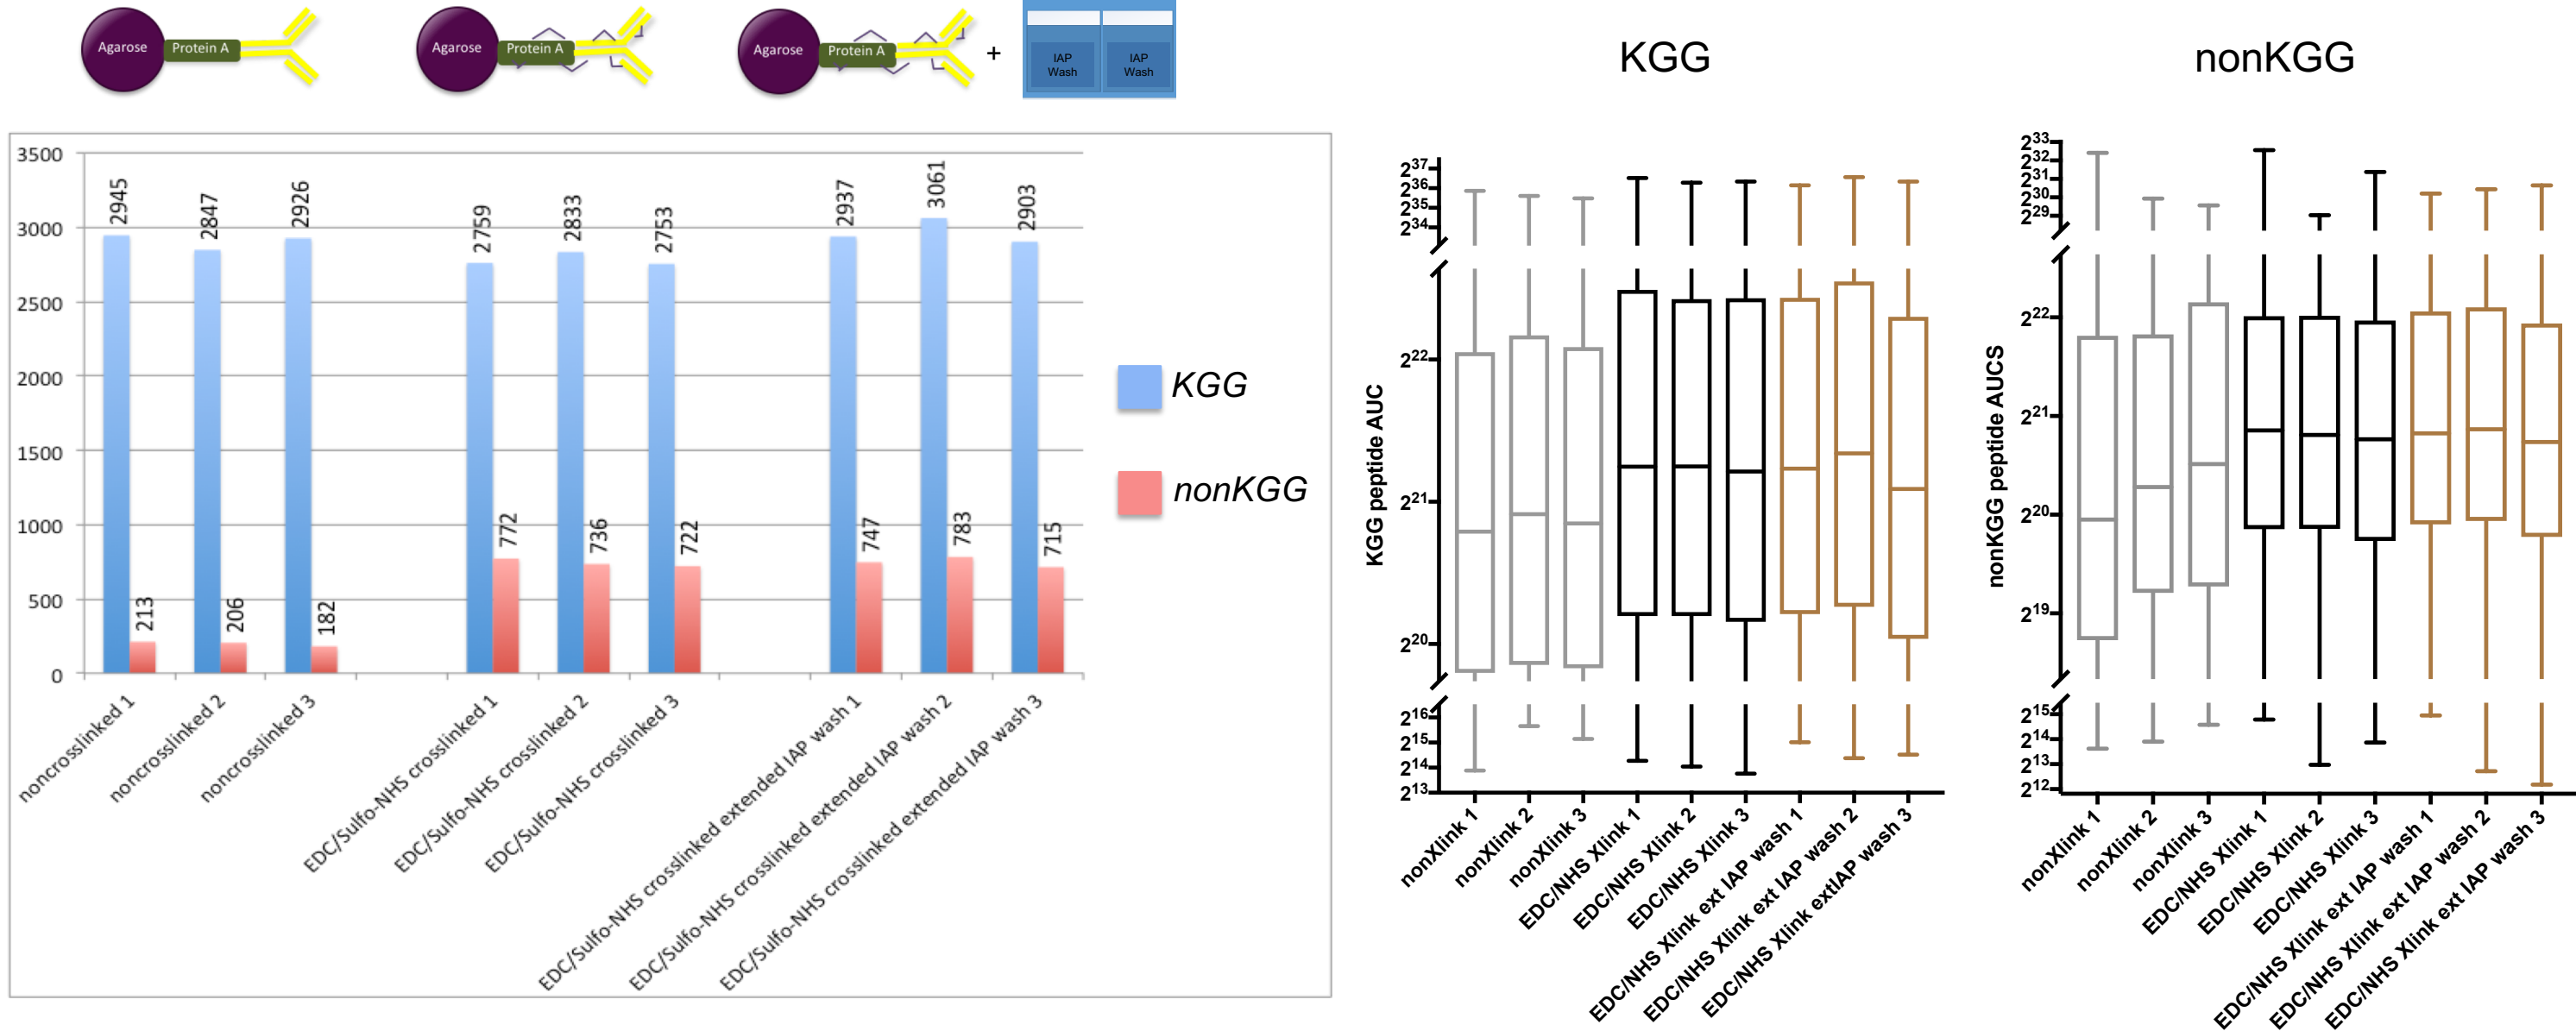 Agarose Protein A
Agarose Protein A
Agarose Protein A + IAP Wash IAP Wash
KGG
nonKGG
3500
3000
2500
2000
1500
1000
500
0
2945
213
2847
206
2926
182
2759
772
2833
736
2753
722
2937
747
3061
783
2903
715
noncrosslinked 1
noncrosslinked 2
noncrosslinked 3
EDC/Sulfo-NHS crosslinked 1
EDC/Sulfo-NHS crosslinked 2
EDC/Sulfo-NHS crosslinked 3
EDC/Sulfo-NHS crosslinked extended IAP wash 1
EDC/Sulfo-NHS crosslinked extended IAP wash 2
EDC/Sulfo-NHS crosslinked extended IAP wash 3
KGG
nonKGG
KGG peptide AUC
2^37
2^36
2^35
2^34
2^22
2^21
2^20
2^16
2^15
2^14
2^13
nonXlink 1
nonXlink 2
nonXlink 3
EDC/NHS Xlink 1
EDC/NHS Xlink 2
EDC/NHS Xlink 3
EDC/NHS Xlink ext IAP wash 1
EDC/NHS Xlink ext IAP wash 2
EDC/NHS Xlink extIAP wash 3
nonKGG peptide AUCS
2^33
2^32
2^31
2^30
2^29
2^22
2^21
2^20
2^19
2^15
2^14
2^13
2^12
nonXlink 1
nonXlink 2
nonXlink 3
EDC/NHS Xlink 1
EDC/NHS Xlink 2
EDC/NHS Xlink 3
EDC/NHS Xlink ext IAP wash 1
EDC/NHS Xlink ext IAP wash 2
EDC/NHS Xlink ext IAP wash 3